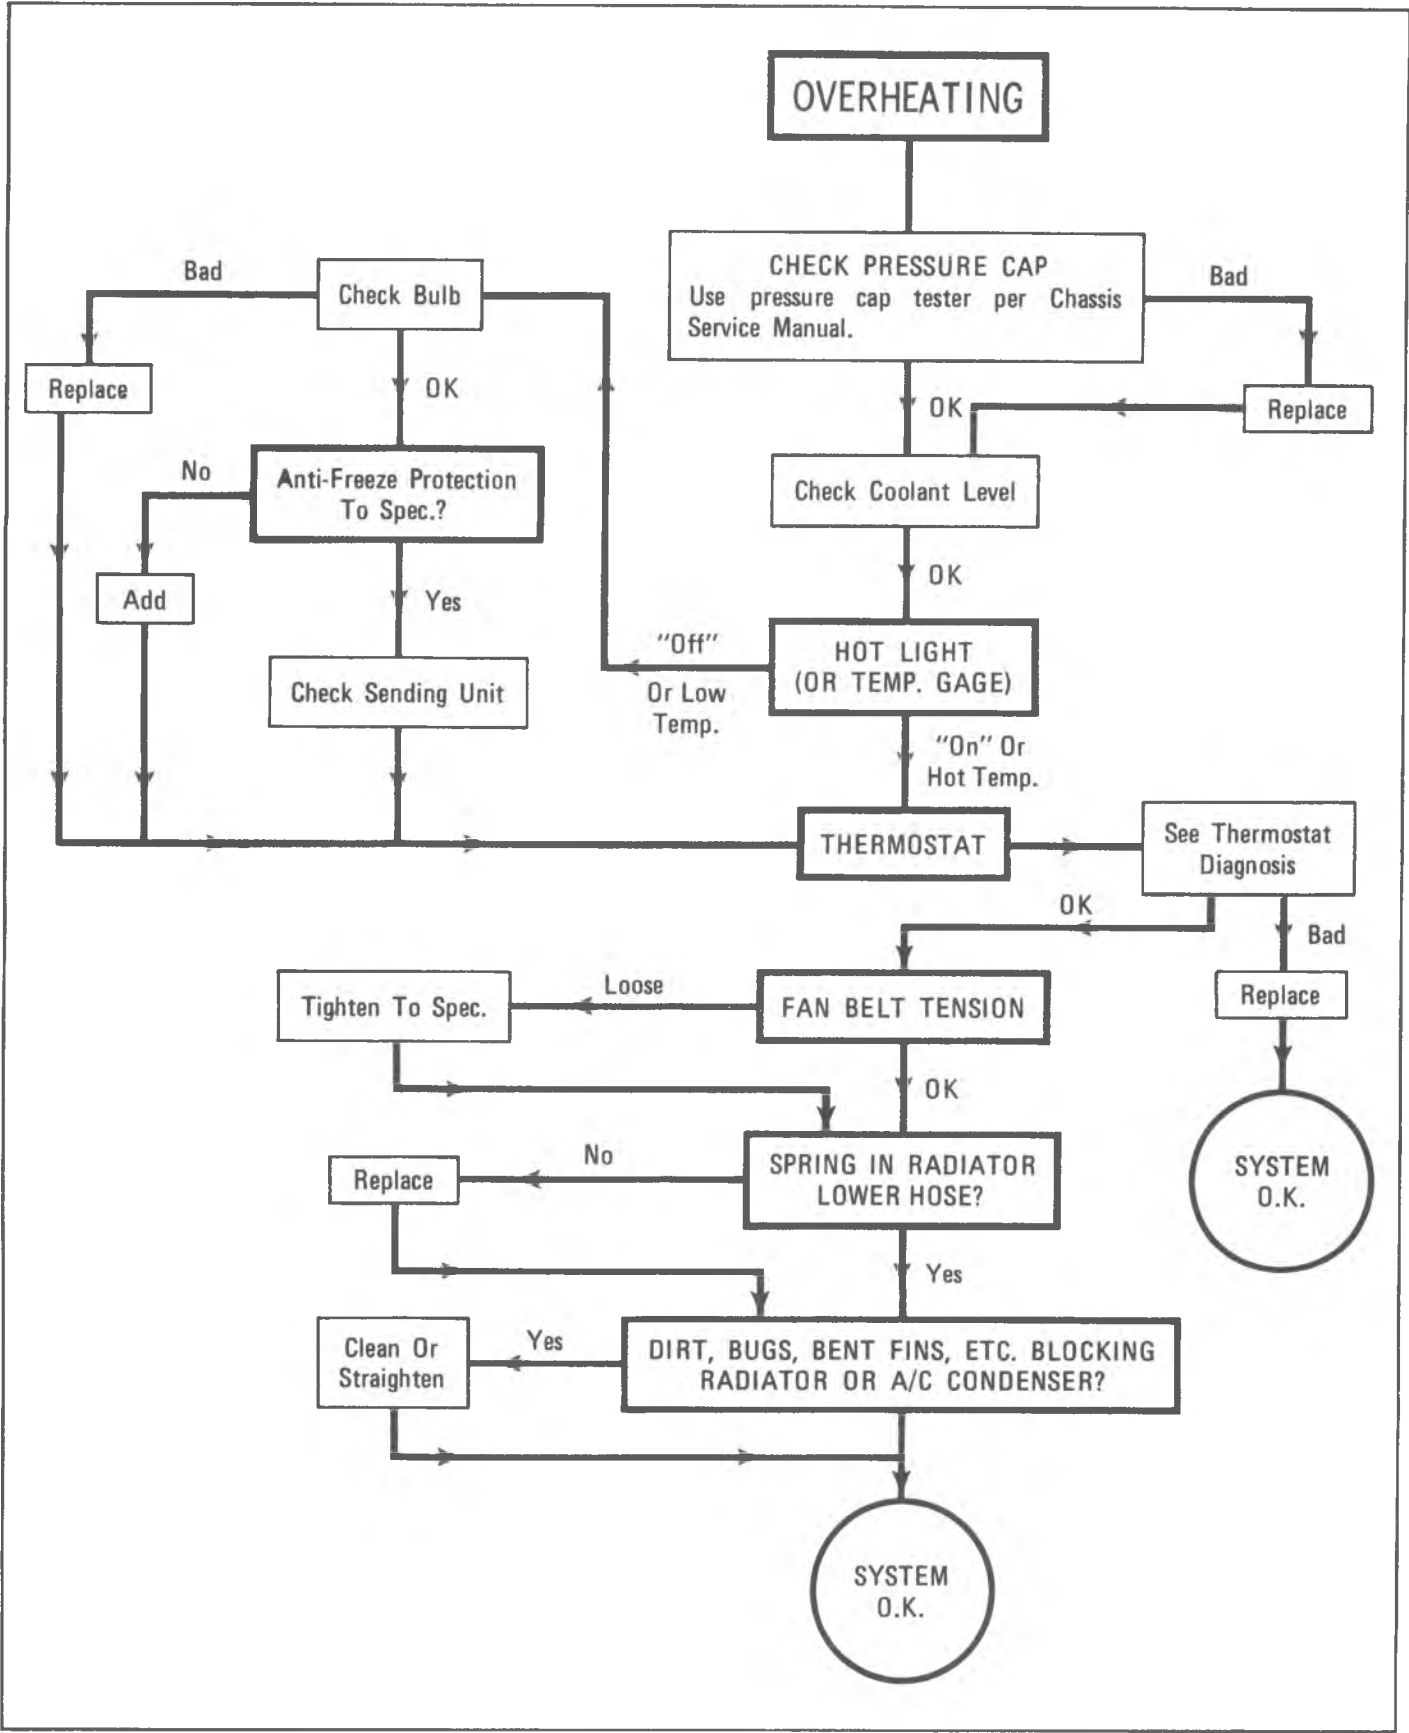 OVERHEATING
CHECK PRESSURE CAP
Use pressure cap tester per Chassis
Service Manual.
Bad
Replace
OK
Check Coolant Level
OK
HOT LIGHT
(OR TEMP. GAGE)
"Off"
Or Low
Temp.
"On" Or
Hot Temp.
Check Bulb
Bad
Replace
OK
Anti-Freeze Protection
To Spec.?
No
Add
Yes
Check Sending Unit
THERMOSTAT
See Thermostat
Diagnosis
OK
Bad
Replace
SYSTEM
O.K.
FAN BELT TENSION
Loose
Tighten To Spec.
OK
SPRING IN RADIATOR
LOWER HOSE?
No
Replace
Yes
DIRT, BUGS, BENT FINS, ETC. BLOCKING
RADIATOR OR A/C CONDENSER?
Yes
Clean Or
Straighten
SYSTEM
O.K.